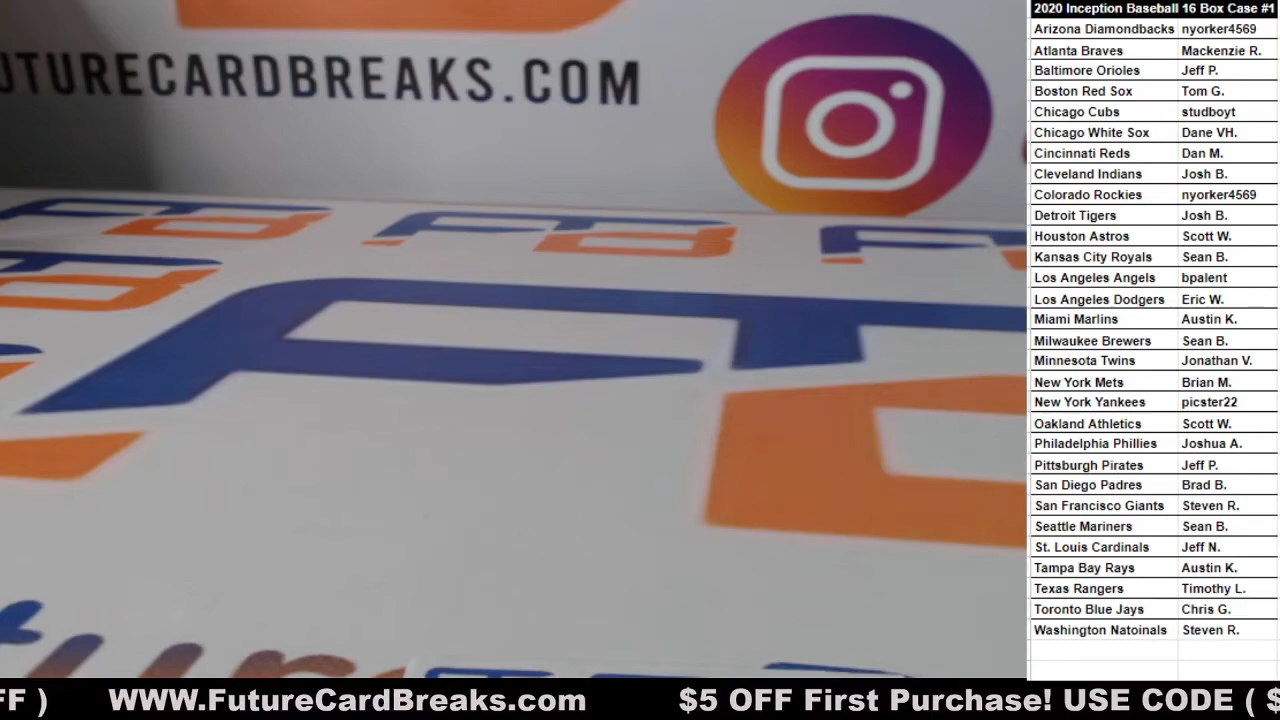 UTURECARDBREAKS.COM
2020 Inception Baseball 16 Box Case #1
Arizona Diamondbacks nyorker4569
Atlanta Braves Mackenzie R.
Baltimore Orioles Jeff P.
Boston Red Sox Tom G.
Chicago Cubs studboyt
Chicago White Sox Dane VH.
Cincinnati Reds Dan M.
Cleveland Indians Josh B.
Colorado Rockies nyorker4569
Detroit Tigers Josh B.
Houston Astros Scott W.
Kansas City Royals Sean B.
Los Angeles Angels bpalent
Los Angeles Dodgers Eric W.
Miami Marlins Austin K.
Milwaukee Brewers Sean B.
Minnesota Twins Jonathan V.
New York Mets Brian M.
New York Yankees picster22
Oakland Athletics Scott W.
Philadelphia Phillies Joshua A.
Pittsburgh Pirates Jeff P.
San Diego Padres Brad B.
San Francisco Giants Steven R.
Seattle Mariners Sean B.
St. Louis Cardinals Jeff N.
Tampa Bay Rays Austin K.
Texas Rangers Timothy L.
Toronto Blue Jays Chris G.
Washington Natoinals Steven R.
FF ) WWW.FutureCardBreaks.com $5 OFF First Purchase! USE CODE ( $